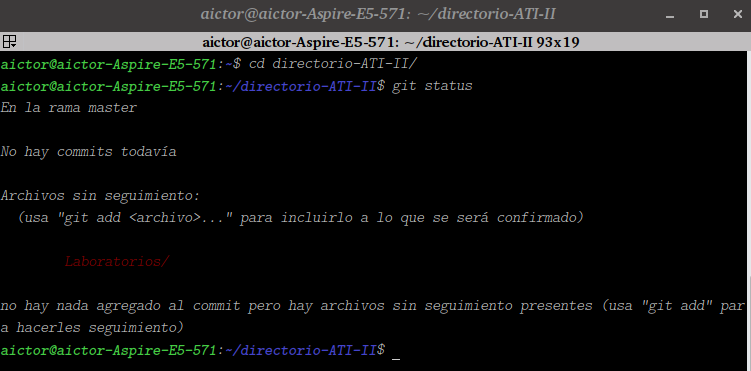 aictor@aictor-Aspire-E5-571: ~/directorio-ATI-II
aictor@aictor-Aspire-E5-571: ~/directorio-ATI-II 93x19
aictor@aictor-Aspire-E5-571:~$ cd directorio-ATI-II/
aictor@aictor-Aspire-E5-571:~/directorio-ATI-II$ git status
En la rama master
No hay commits todavía
Archivos sin seguimiento:
(usa "git add <archivo>..." para incluirlo a lo que se será confirmado)
Laboratorios/
no hay nada agregado al commit pero hay archivos sin seguimiento presentes (usa "git add" par
a hacerles seguimiento)
aictor@aictor-Aspire-E5-571:~/directorio-ATI-II$ _